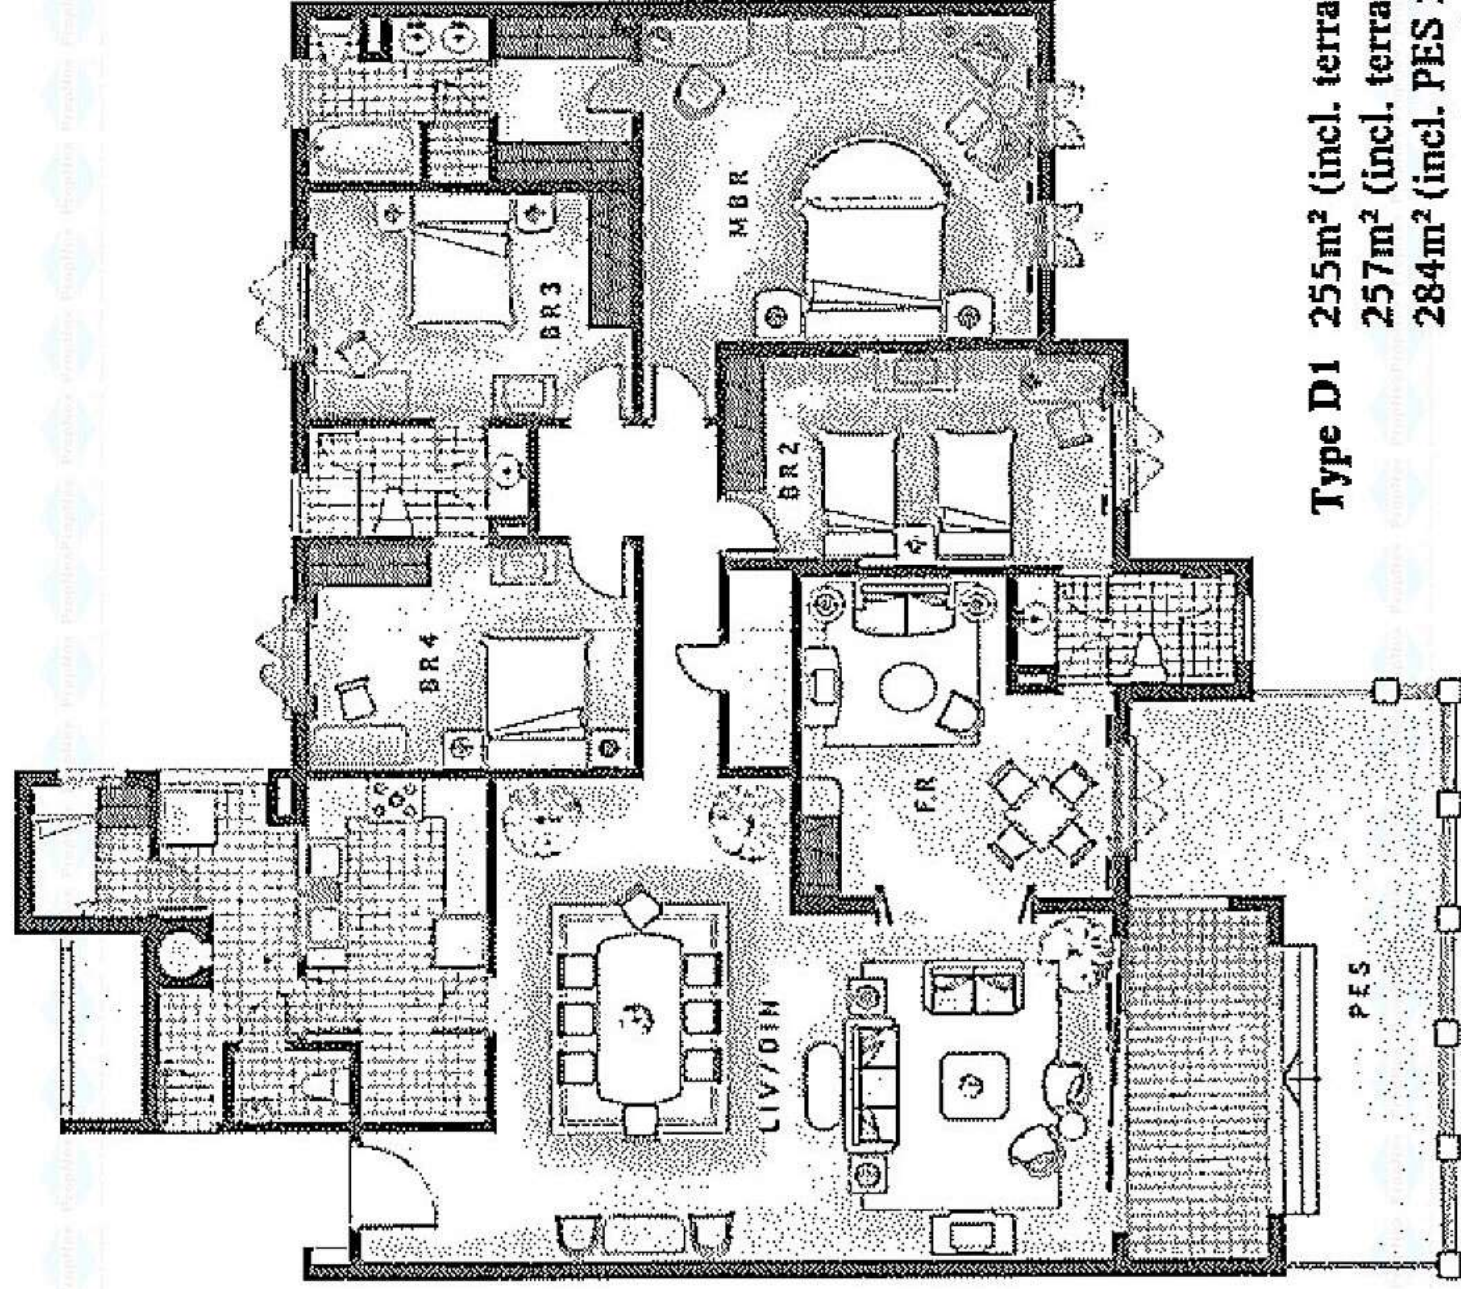 Type D1 255m² (incl. terra
257m² (incl. terra
284m² (incl. PES
MBR
BR3
BR2
BR4
FR
LIV/DIN
PES